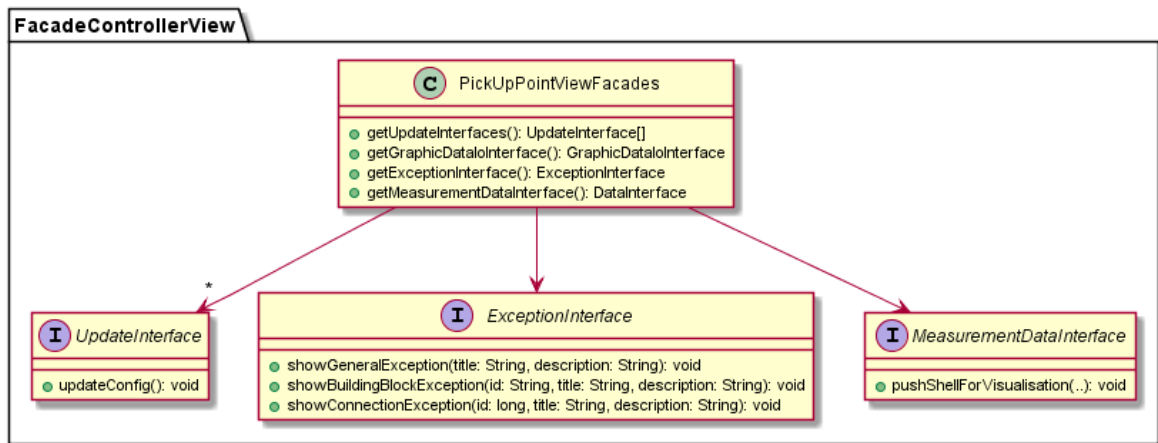 FacadeControllerView
C PickUpPointViewFacades
getUpdateInterfaces(): UpdateInterface[]
getGraphicDataIoInterface(): GraphicDataIoInterface
getExceptionInterface(): ExceptionInterface
getMeasurementDataInterface(): DataInterface
*
I UpdateInterface
updateConfig(): void
I ExceptionInterface
showGeneralException(title: String, description: String): void
showBuildingBlockException(id: String, title: String, description: String): void
showConnectionException(id: long, title: String, description: String): void
I MeasurementDataInterface
pushShellForVisualisation(..): void